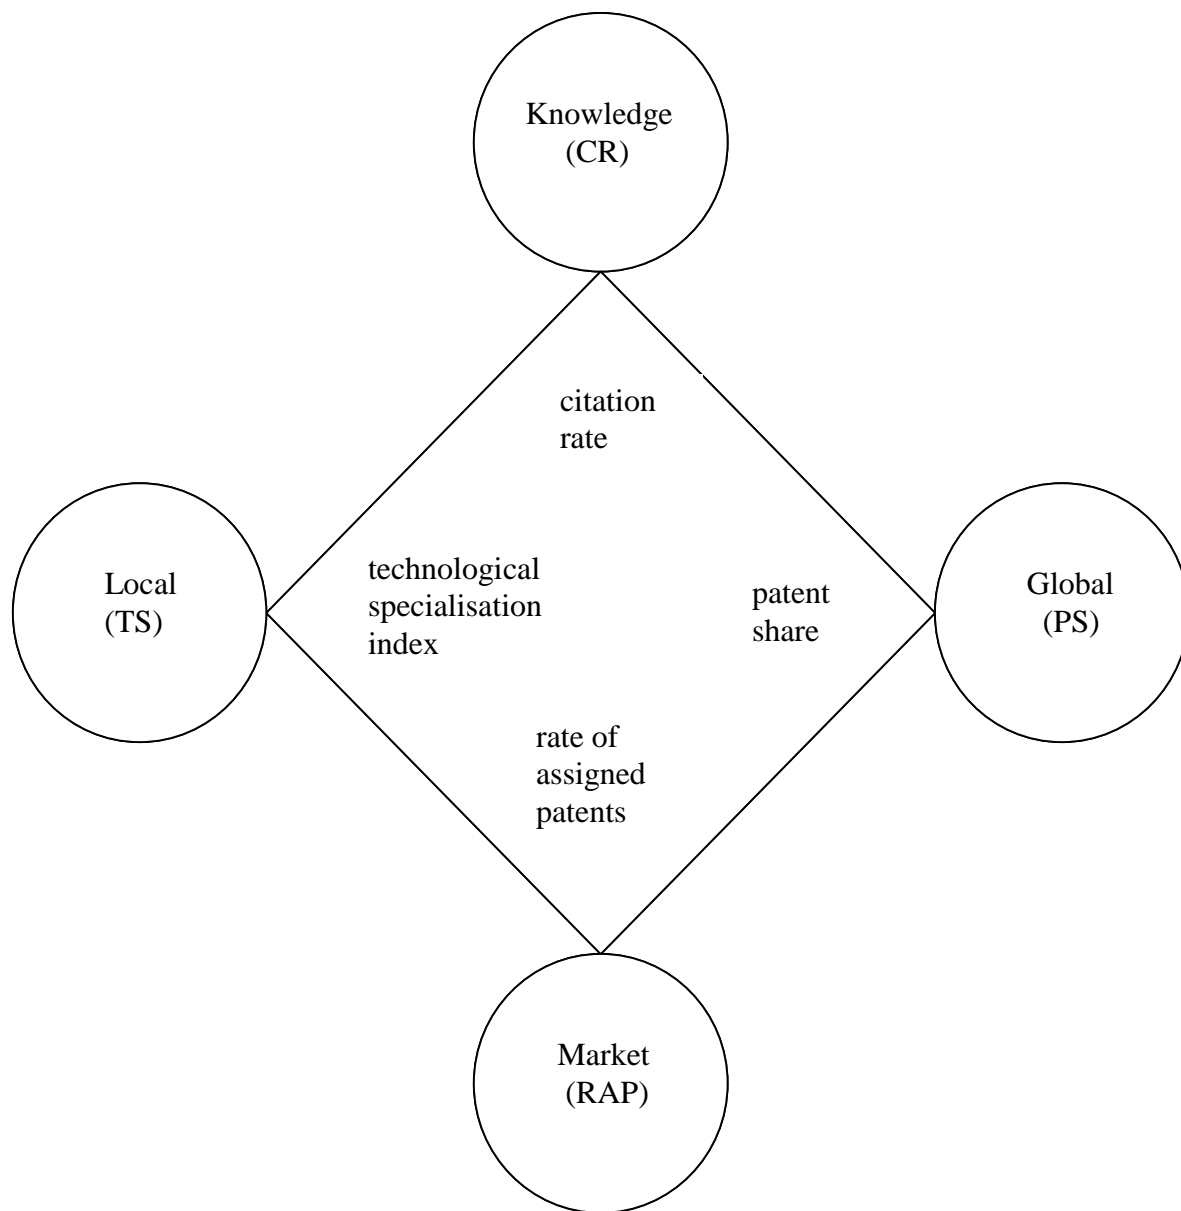 Knowledge
(CR)
citation
rate
Local
(TS)
technological
specialisation
index
patent
share
Global
(PS)
rate of
assigned
patents
Market
(RAP)